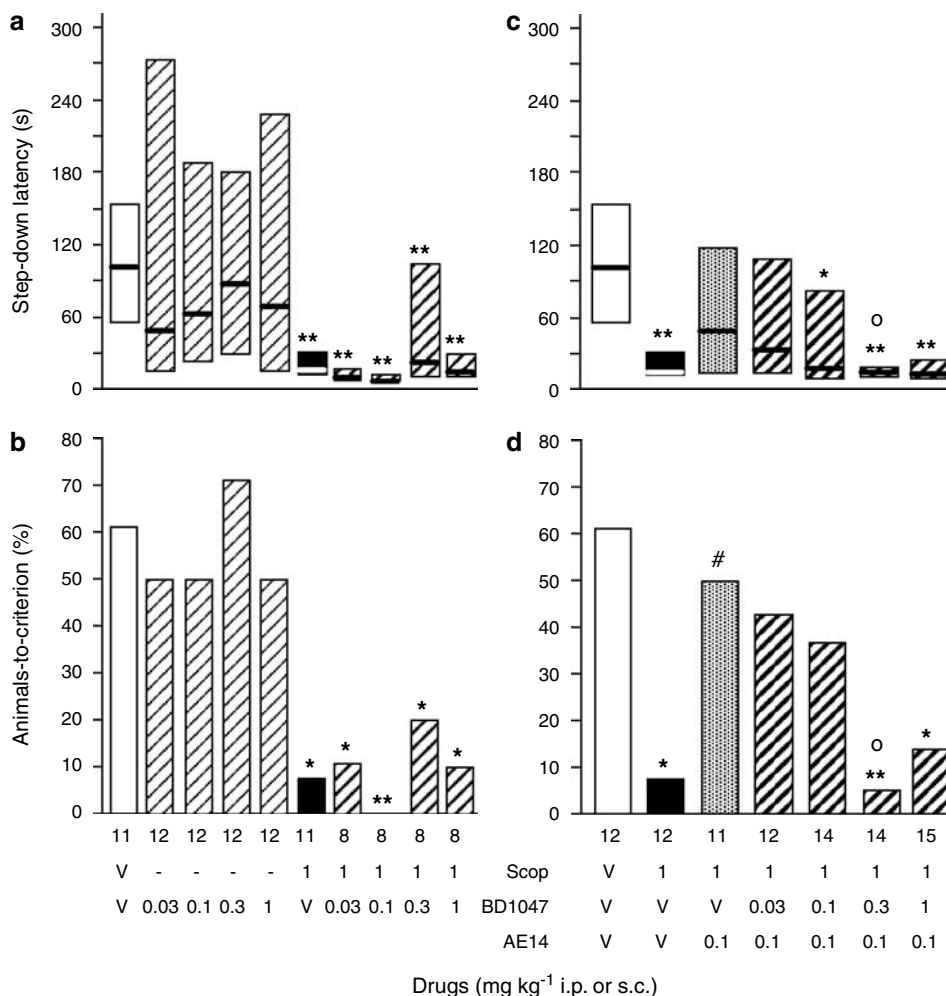 a
Step-down latency (s)
300
240
180
120
60
0
** ** ** ** **
c
300
240
180
120
60
0
** * o ** **
b
Animals-to-criterion (%)
80
70
60
50
40
30
20
10
0
* * ** * *
d
80
70
60
50
40
30
20
10
0
* # o ** *
11 12 12 12 12 11 8 8 8 8 12 12 11 12 14 14 15
V - - - - 1 1 1 1 1 Scop V 1 1 1 1 1 1
V 0.03 0.1 0.3 1 V 0.03 0.1 0.3 1 BD1047 V V V 0.03 0.1 0.3 1
AE14 V V 0.1 0.1 0.1 0.1 0.1
Drugs (mg kg⁻¹ i.p. or s.c.)